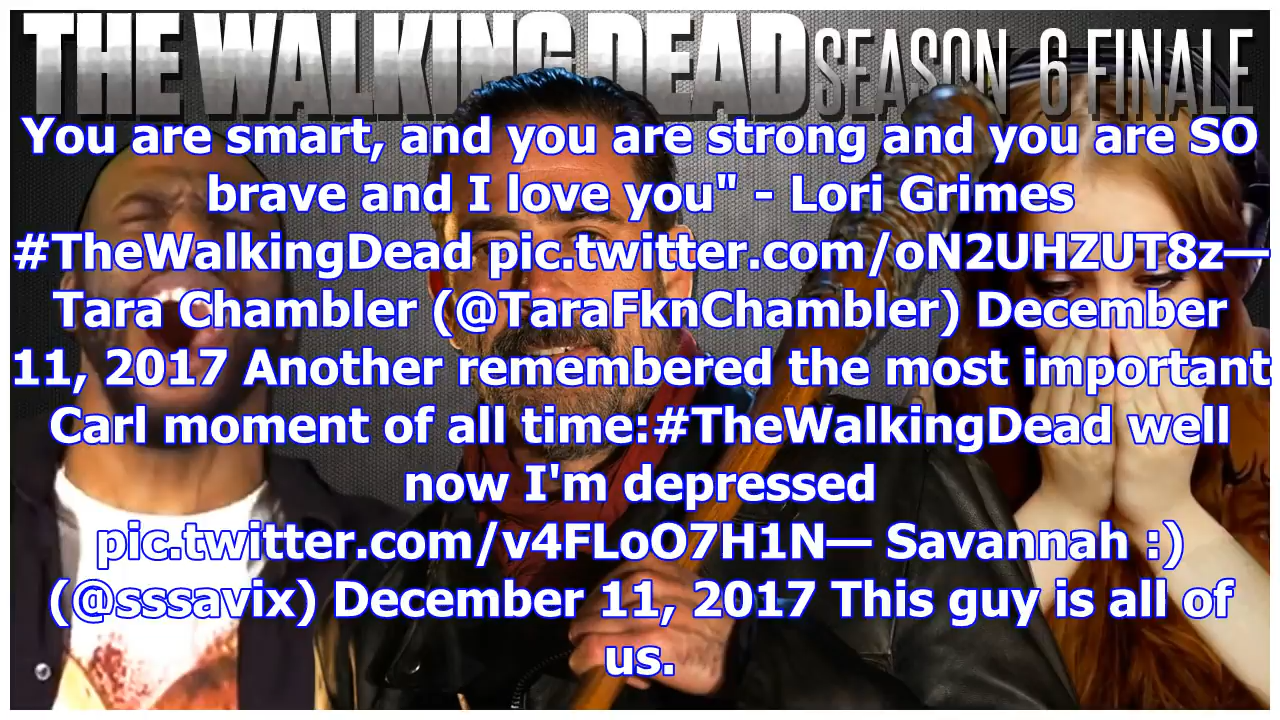 THE WALKING DEAD SEASON 6 FINALE
You are smart, and you are strong and you are SO
brave and I love you" - Lori Grimes
#TheWalkingDead pic.twitter.com/oN2UHZUT8z—
Tara Chambler (@TaraFknChambler) December
11, 2017 Another remembered the most important
Carl moment of all time:#TheWalkingDead well
now I'm depressed
pic.twitter.com/v4FLoO7H1N— Savannah :)
(@sssavix) December 11, 2017 This guy is all of
us.